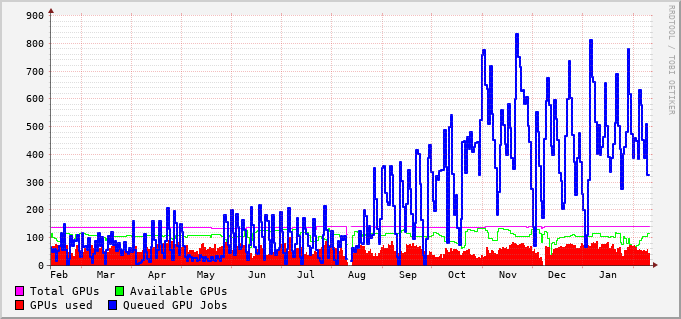 900
800
700
600
500
400
300
200
100
0
Feb Mar Apr May Jun Jul Aug Sep Oct Nov Dec Jan
Total GPUs Available GPUs
GPUs used Queued GPU Jobs
RRDTOOL / TOBI OETIKER